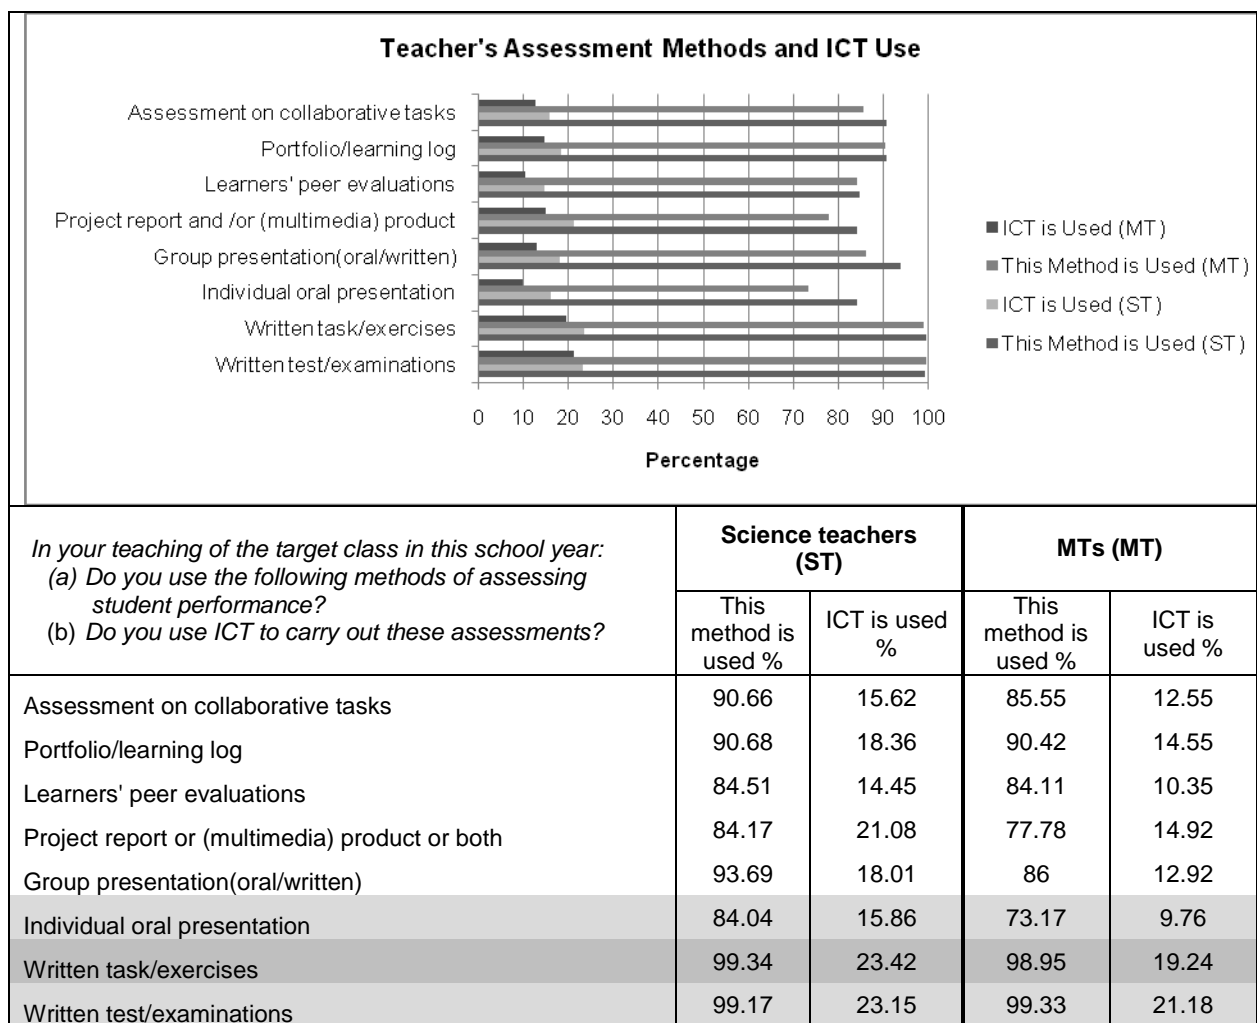 Teacher's Assessment Methods and ICT Use
Assessment on collaborative tasks
Portfolio/learning log
Learners' peer evaluations
Project report and /or (multimedia) product
Group presentation(oral/written)
Individual oral presentation
Written task/exercises
Written test/examinations
0 10 20 30 40 50 60 70 80 90 100
Percentage
ICT is Used (MT)
This Method is Used (MT)
ICT is Used (ST)
This Method is Used (ST)
In your teaching of the target class in this school year:
(a) Do you use the following methods of assessing
student performance?
(b) Do you use ICT to carry out these assessments?
Science teachers
(ST)
MTs (MT)
This
method is
used %
ICT is used
%
This
method is
used %
ICT is
used %
Assessment on collaborative tasks 90.66 15.62 85.55 12.55
Portfolio/learning log 90.68 18.36 90.42 14.55
Learners' peer evaluations 84.51 14.45 84.11 10.35
Project report or (multimedia) product or both 84.17 21.08 77.78 14.92
Group presentation(oral/written) 93.69 18.01 86 12.92
Individual oral presentation 84.04 15.86 73.17 9.76
Written task/exercises 99.34 23.42 98.95 19.24
Written test/examinations 99.17 23.15 99.33 21.18